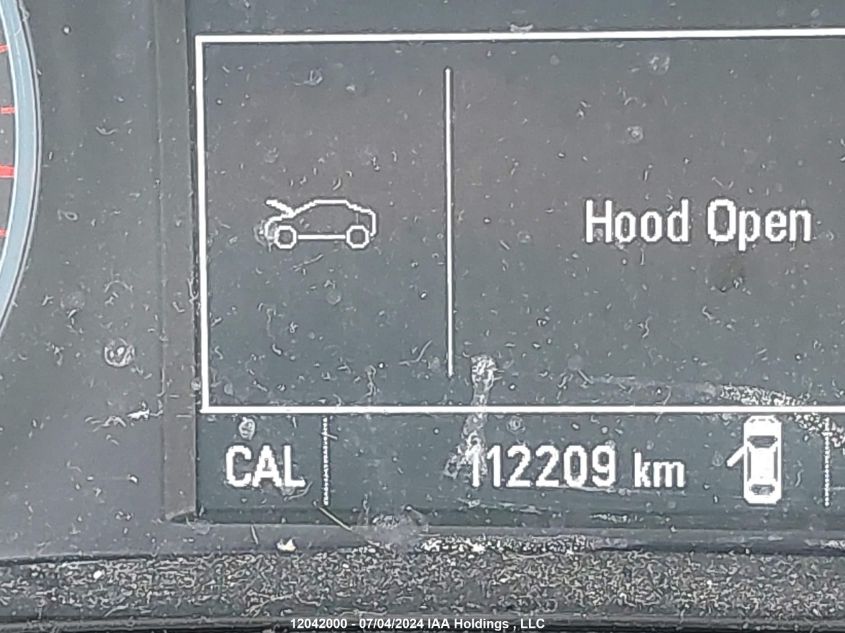 Hood Open
CAL 112209 km
12042000 - 07/04/2024 IAA Holdings , LLC